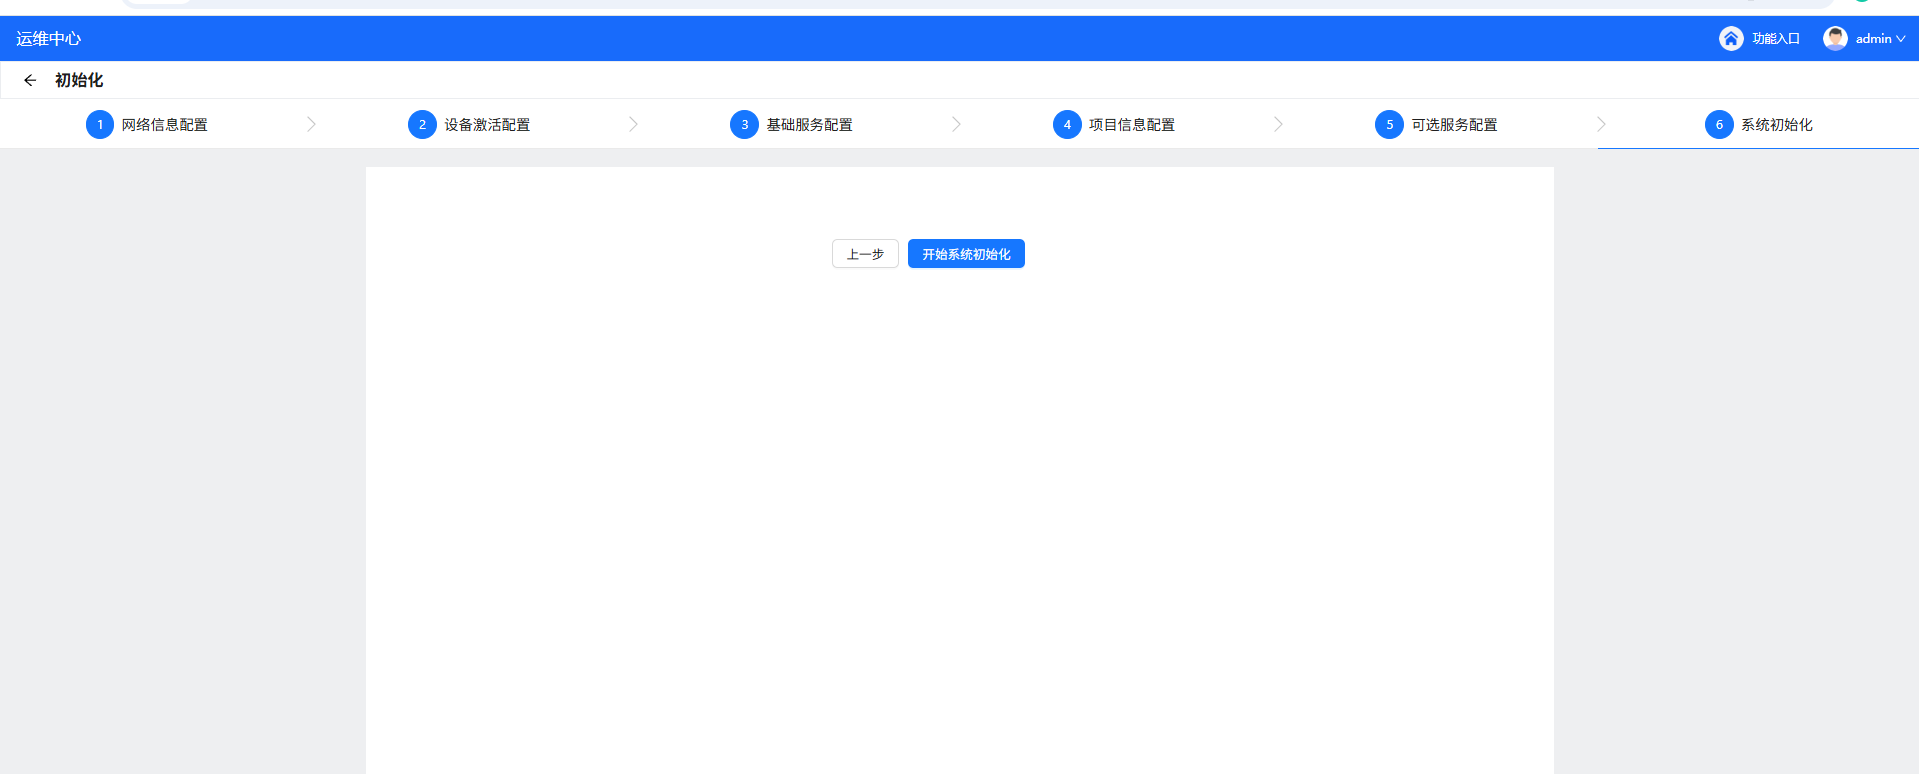 运维中心
功能入口
admin
初始化
1 网络信息配置
2 设备激活配置
3 基础服务配置
4 项目信息配置
5 可选服务配置
6 系统初始化
上一步
开始系统初始化